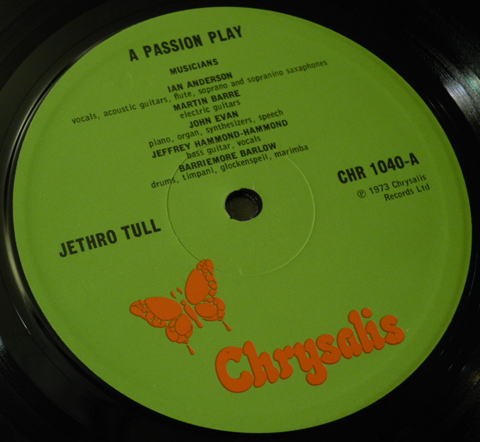 A PASSION PLAY
MUSICIANS
IAN ANDERSON
vocals, acoustic guitars, flute, soprano and sopranino saxophones
MARTIN BARRE
electric guitars
JOHN EVAN
piano, organ, synthesizers, speech
JEFFREY HAMMOND-HAMMOND
bass guitar, vocals
BARRIEMORE BARLOW
drums, timpani, glockenspeil, marimba
CHR 1040-A
℗ 1973 Chrysalis
Records Ltd
JETHRO TULL
Chrysalis